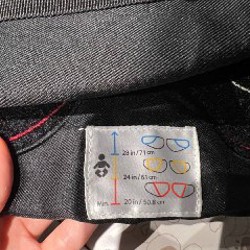 28 in / 71 cm
24 in / 61 cm
Min. 20 in / 50.8 cm